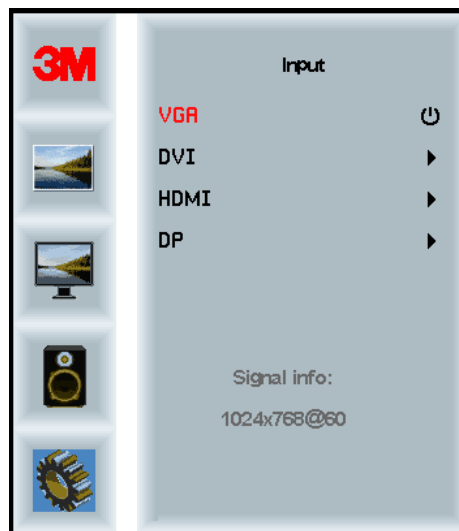 3M
Input
VGA
DVI
HDMI
DP
Signal info:
1024x768@60